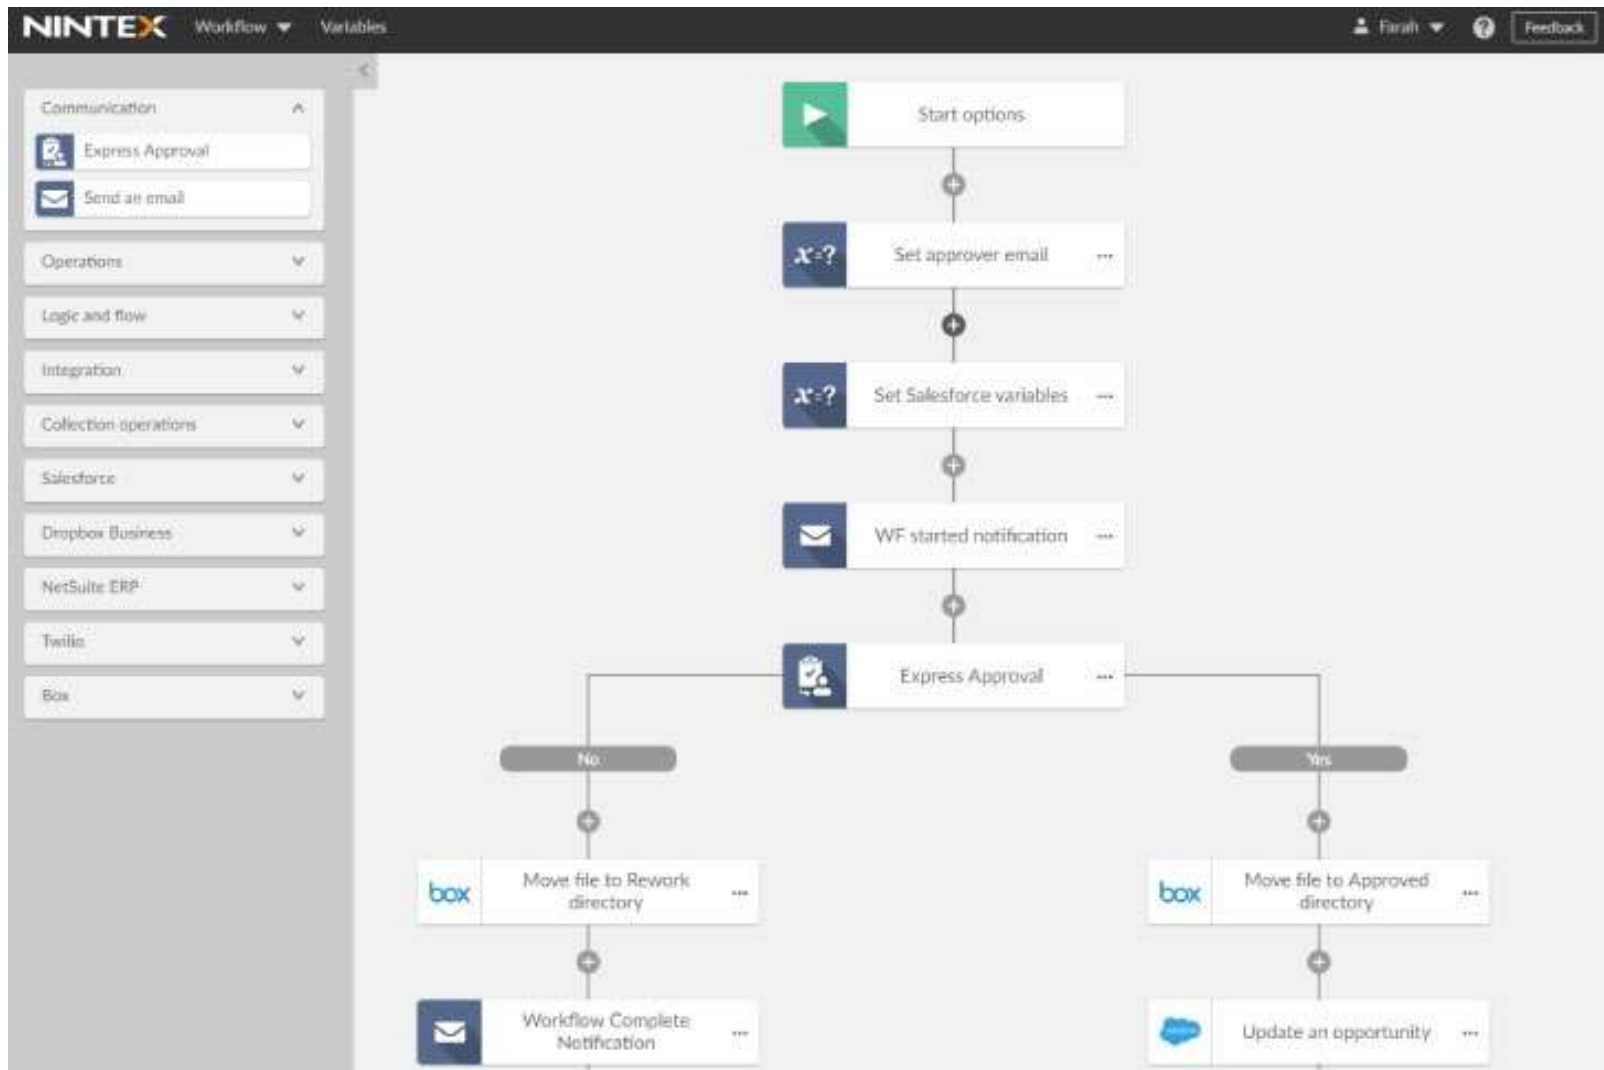 NINTEX Workflow Variables Farah ? Feedback
Communication
Express Approval
Send an email
Operations
Logic and flow
Integration
Collection operations
Salesforce
Dropbox Business
NetSuite ERP
Twilio
Box
Start options
x=? Set approver email
x=? Set Salesforce variables
WF started notification
Express Approval
No
Yes
box
Move file to Rework
directory
box
Move file to Approved
directory
Workflow Complete
Notification
Update an opportunity